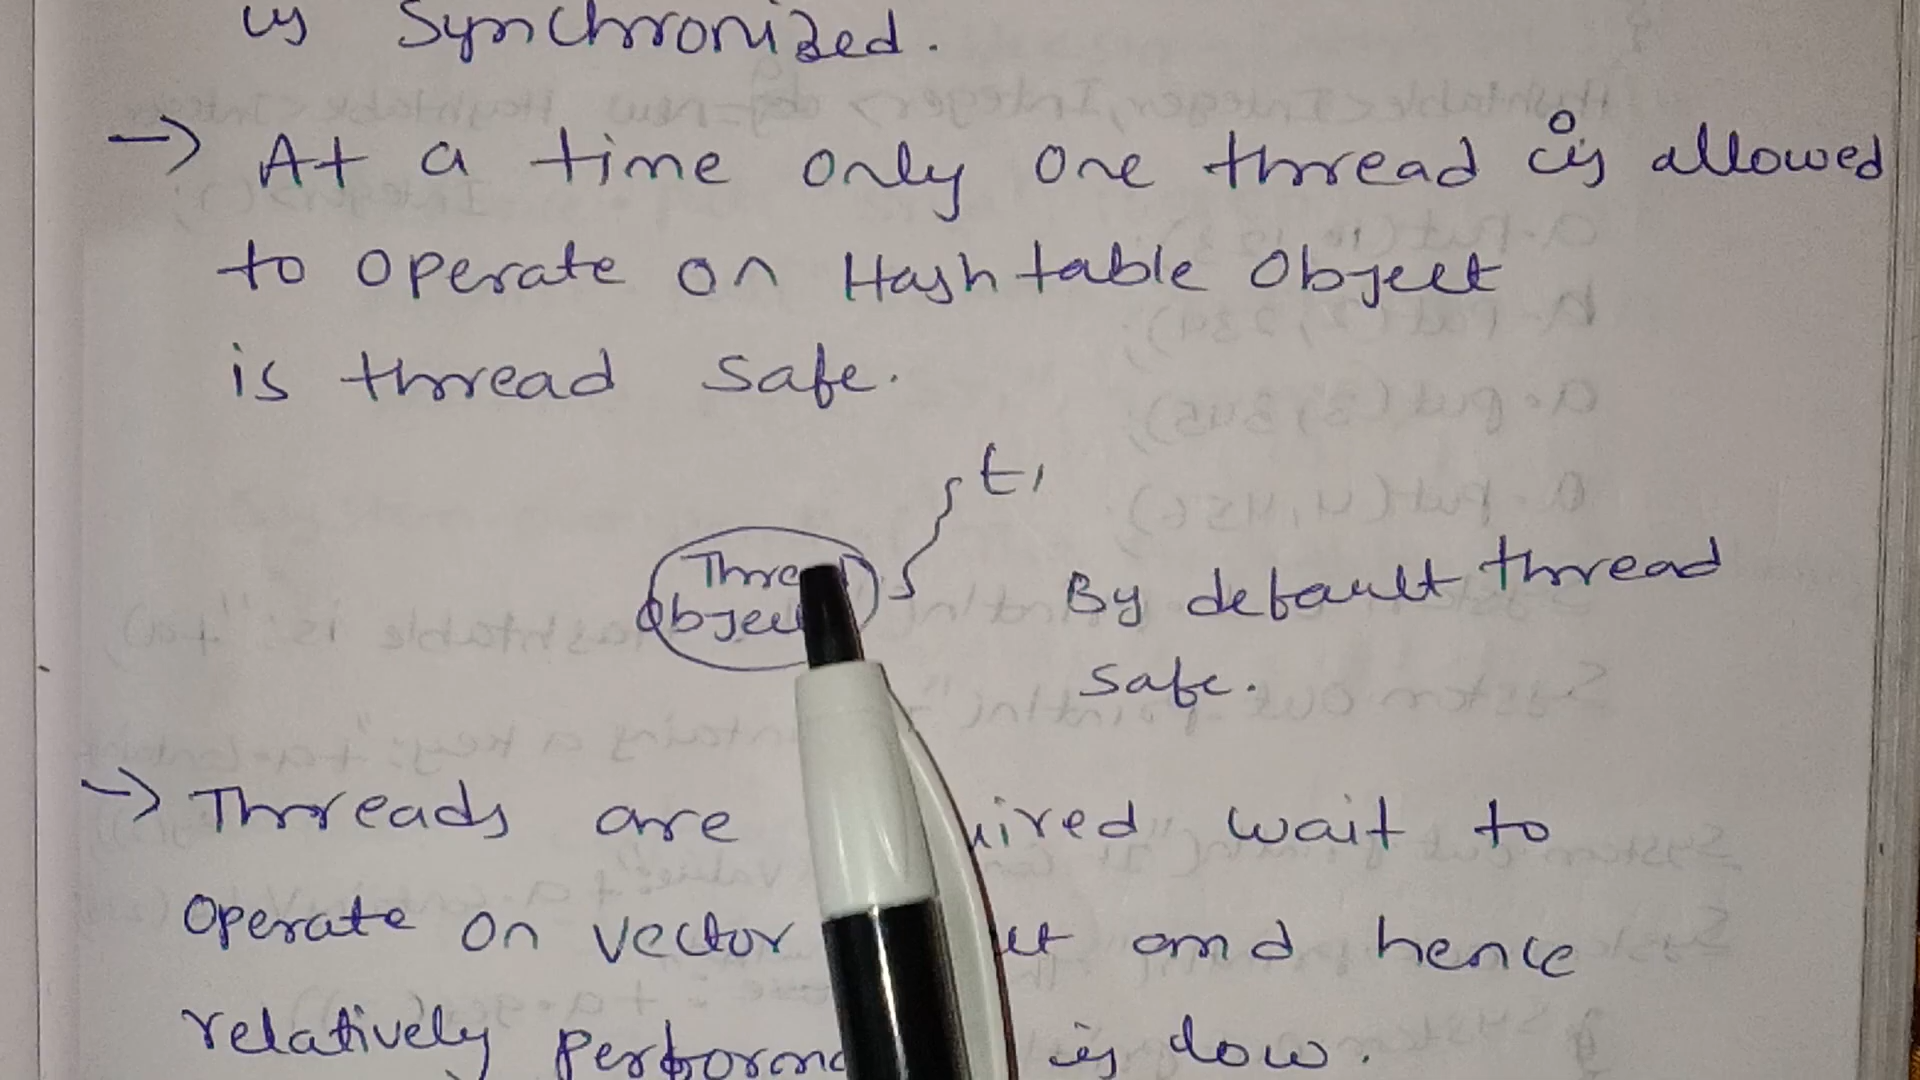 is Synchronized.
→ At a time only one thread is allowed
to operate on Hashtable Object
is thread safe.
t1
Object
By default thread
safe.
→ Threads are wait to
operate on vector and hence
relatively is low.